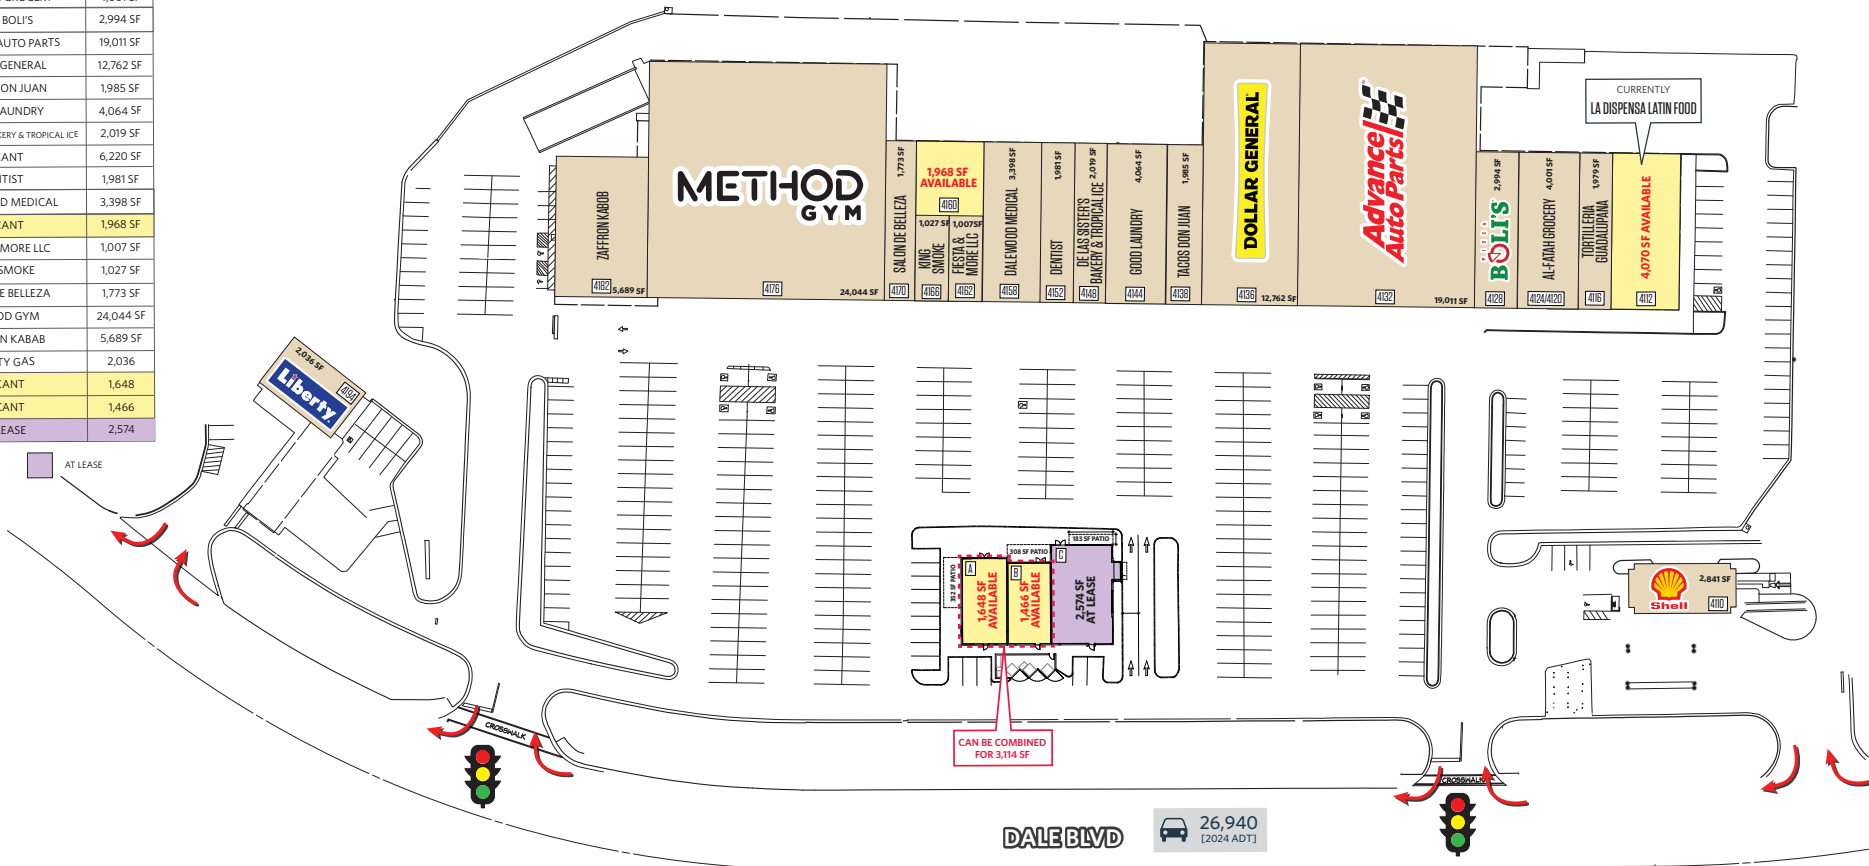 BOLI'S 2,994 SF
AUTO PARTS 19,011 SF
GENERAL 12,762 SF
ON JUAN 1,985 SF
AUNDRY 4,064 SF
KERY & TROPICAL ICE 2,019 SF
CANT 6,220 SF
TIST 1,981 SF
D MEDICAL 3,398 SF
CANT 1,968 SF
MORE LLC 1,007 SF
SMOKE 1,027 SF
E BELLEZA 1,773 SF
OD GYM 24,044 SF
N KABAB 5,689 SF
TY GAS 2,036
CANT 1,648
CANT 1,466
EASE 2,574
AT LEASE
2,036 SF
Liberty
4194
ZAFFRON KABOB
4182
5,689 SF
METHOD
GYM
4176
24,044 SF
1,773 SF
SALON DE BELLEZA
4170
1,968 SF
AVAILABLE
4160
1,027 SF
KING
SMOKE
4166
1,007SF
FIESTA &
MORE LLC
4162
3,398 SF
DALEWOOD MEDICAL
4158
1,981 SF
DENTIST
4152
2,019 SF
DE LAS SISTER'S
BAKERY & TROPICAL ICE
4148
4,064 SF
GOOD LAUNDRY
4144
1,985 SF
TACOS DON JUAN
4138
DOLLAR GENERAL
4136
12,762 SF
Advance
Auto Parts
4132
19,011 SF
2,994 SF
PIZZA
BOLI'S
4128
4,001 SF
AL-FATAH GROCERY
4124/4120
1,979 SF
TORTILLERIA
GUADALUPANA
4116
CURRENTLY
LA DISPENSA LATIN FOOD
4,070 SF AVAILABLE
4112
183 SF PATIO
308 SF PATIO
352 SF PATIO
A
1,648 SF
AVAILABLE
B
1,466 SF
AVAILABLE
C
2,574 SF
AT LEASE
CAN BE COMBINED
FOR 3,114 SF
Shell
2,841 SF
4110
CROSSWALK
CROSSWALK
DALE BLVD
26,940
[2024 ADT]